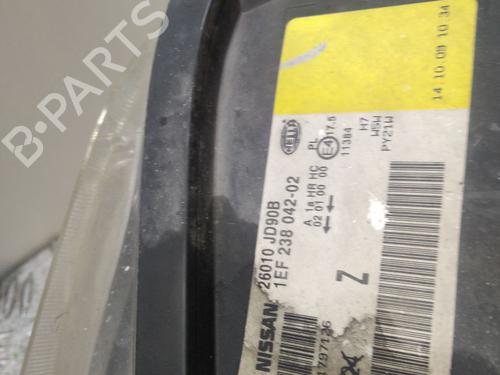 B-PARTS
14 10 09 10 34
HELLA
PL
E4 17.5
11384
H7
W5W
PY21W
A 1a HR HC
02 01 00 00
NISSAN 26010 JD90B
1EF 238 042-02
Z